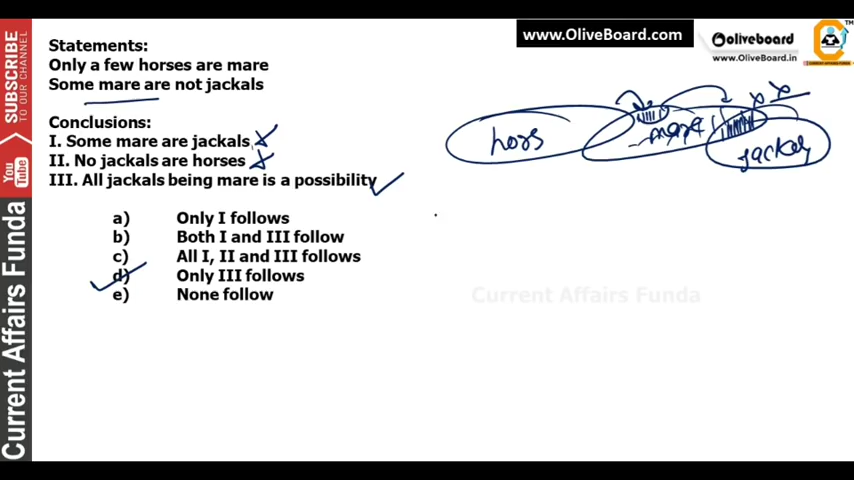 www.OliveBoard.com
oliveboard
www.OliveBoard.in
SUBSCRIBE
TO OUR CHANNEL
You Tube
Current Affairs Funda
Statements:
Only a few horses are mare
Some mare are not jackals
Conclusions:
I. Some mare are jackals
II. No jackals are horses
III. All jackals being mare is a possibility
a) Only I follows
b) Both I and III follow
c) All I, II and III follows
d) Only III follows
e) None follow
hors
mare
jackals
Current Affairs Funda